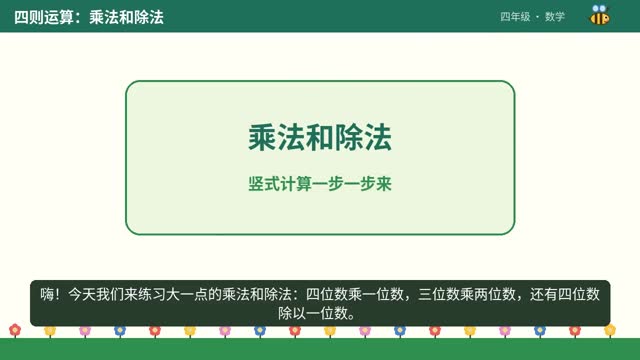 四则运算：乘法和除法
四年级 · 数学
乘法和除法
竖式计算一步一步来
嗨！今天我们来练习大一点的乘法和除法：四位数乘一位数，三位数乘两位数，还有四位数
除以一位数。